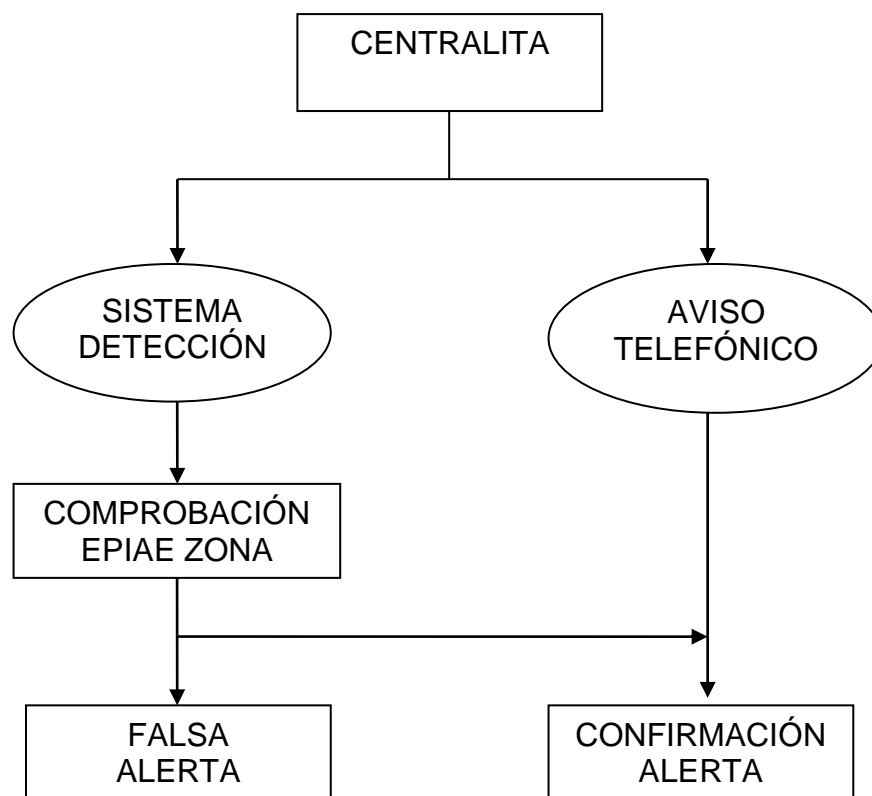 CENTRALITA
SISTEMA
DETECCIÓN
AVISO
TELEFÓNICO
COMPROBACIÓN
EPIAE ZONA
FALSA
ALERTA
CONFIRMACIÓN
ALERTA